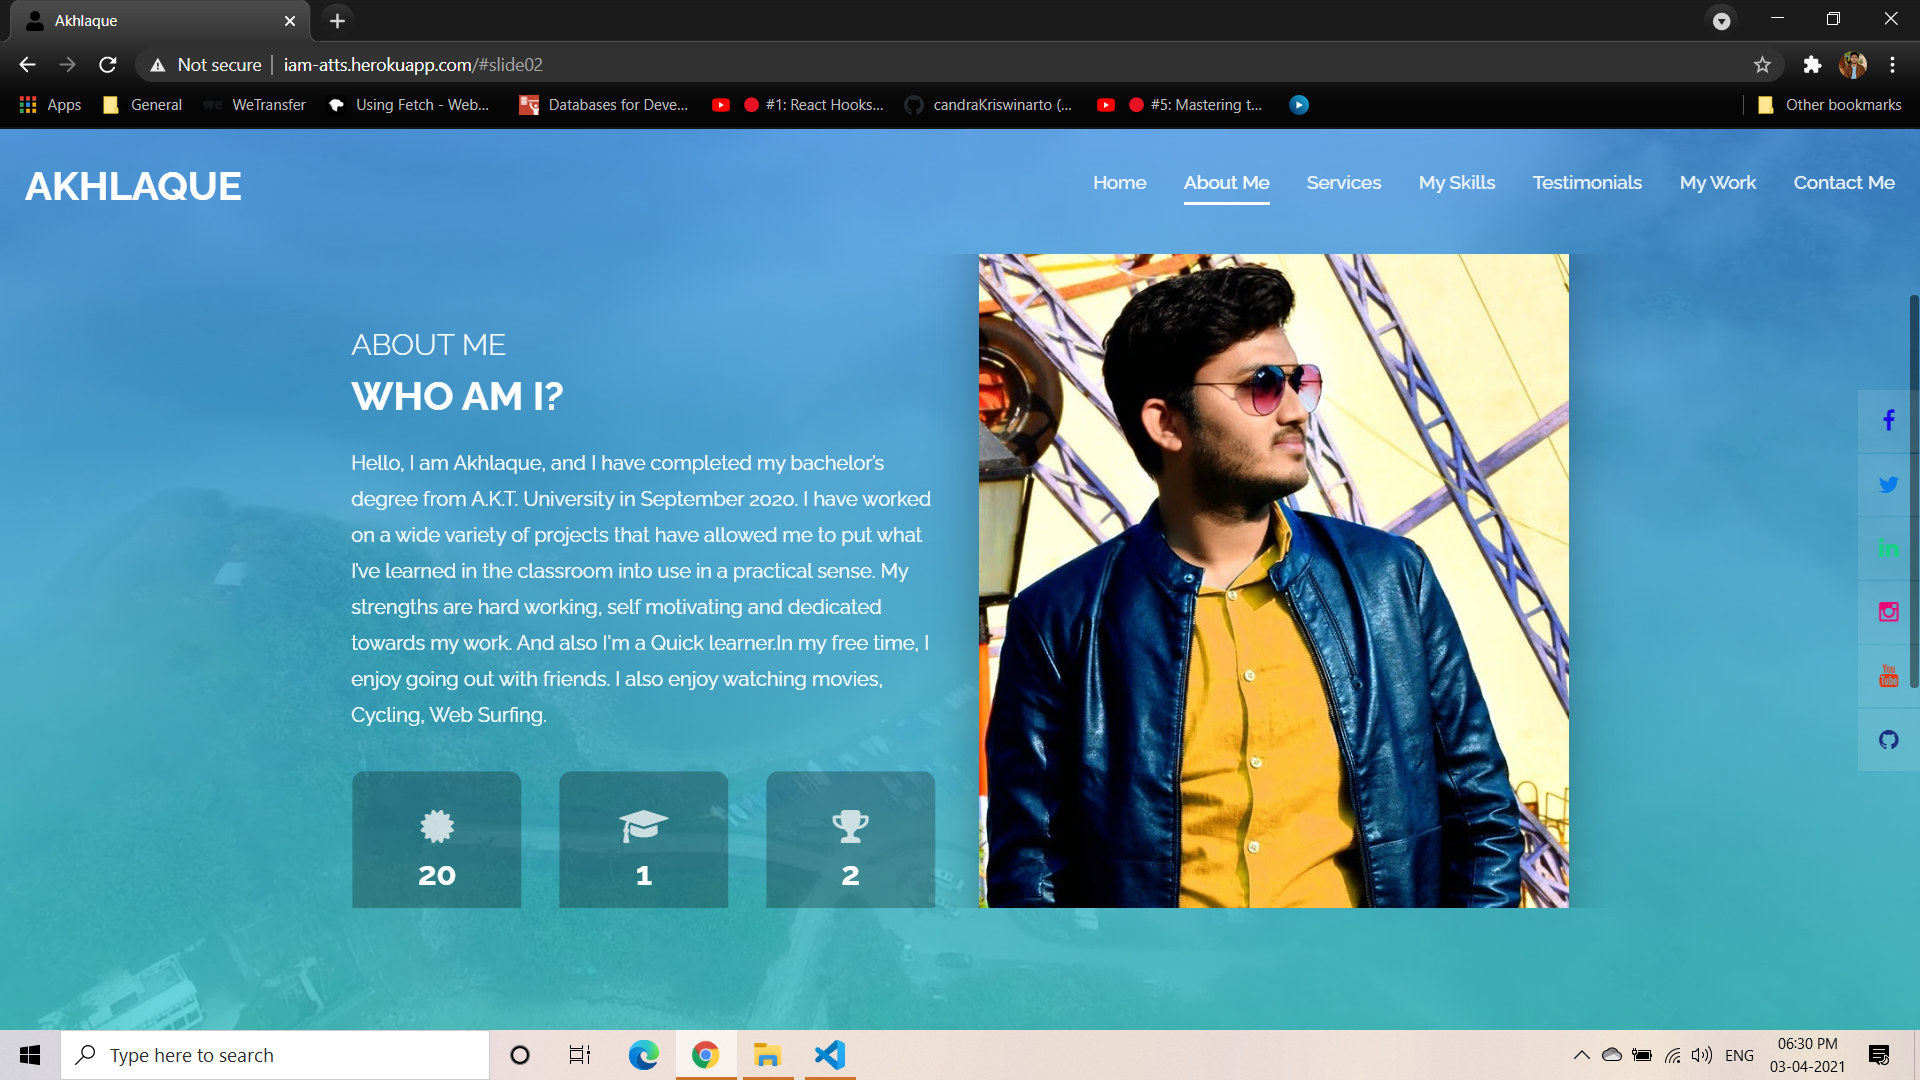 Akhlaque
Not secure | iam-atts.herokuapp.com/#slide02
Apps General WeTransfer Using Fetch - Web... Databases for Deve... #1: React Hooks... candraKriswinarto (... #5: Mastering t... Other bookmarks
AKHLAQUE
Home About Me Services My Skills Testimonials My Work Contact Me
ABOUT ME
WHO AM I?
Hello, I am Akhlaque, and I have completed my bachelor's
degree from A.K.T. University in September 2020. I have worked
on a wide variety of projects that have allowed me to put what
I've learned in the classroom into use in a practical sense. My
strengths are hard working, self motivating and dedicated
towards my work. And also I'm a Quick learner.In my free time, I
enjoy going out with friends. I also enjoy watching movies,
Cycling, Web Surfing.
20 1 2
You
Tube
Type here to search
ENG
06:30 PM
03-04-2021